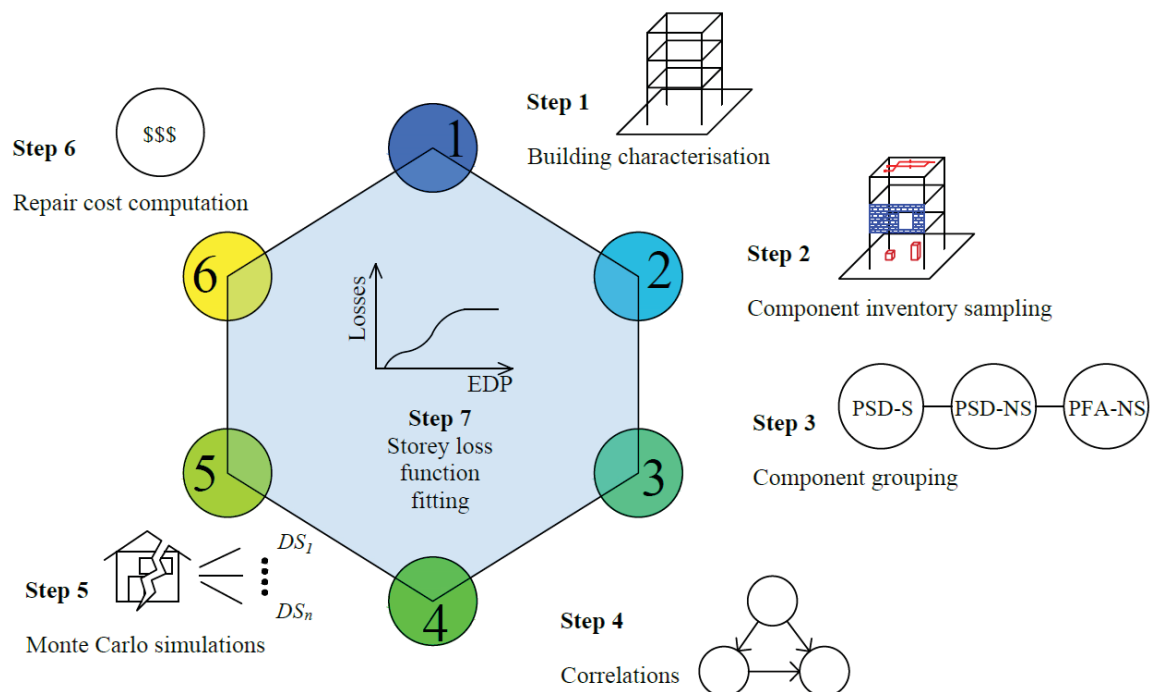 Step 1
Building characterisation
1
Step 2
Component inventory sampling
2
Step 3
PSD-S
PSD-NS
PFA-NS
Component grouping
3
Step 4
Correlations
4
Step 5
DS1
DSn
Monte Carlo simulations
5
Step 6
$$$
Repair cost computation
6
Losses
EDP
Step 7
Storey loss
function
fitting